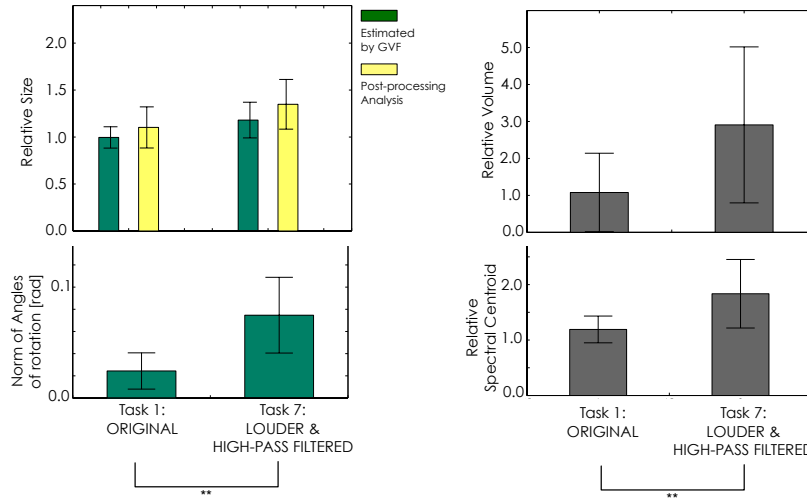 Relative Size
2.0
1.5
1.0
0.5
0.0
Estimated
by GVF
Post-processing
Analysis
Norm of Angles
of rotation [rad]
0.1
0.0
Task 1:
ORIGINAL
Task 7:
LOUDER &
HIGH-PASS FILTERED
**
Relative Volume
5.0
4.0
3.0
2.0
1.0
0.0
Relative
Spectral Centroid
2.0
1.0
0.0
Task 1:
ORIGINAL
Task 7:
LOUDER &
HIGH-PASS FILTERED
**